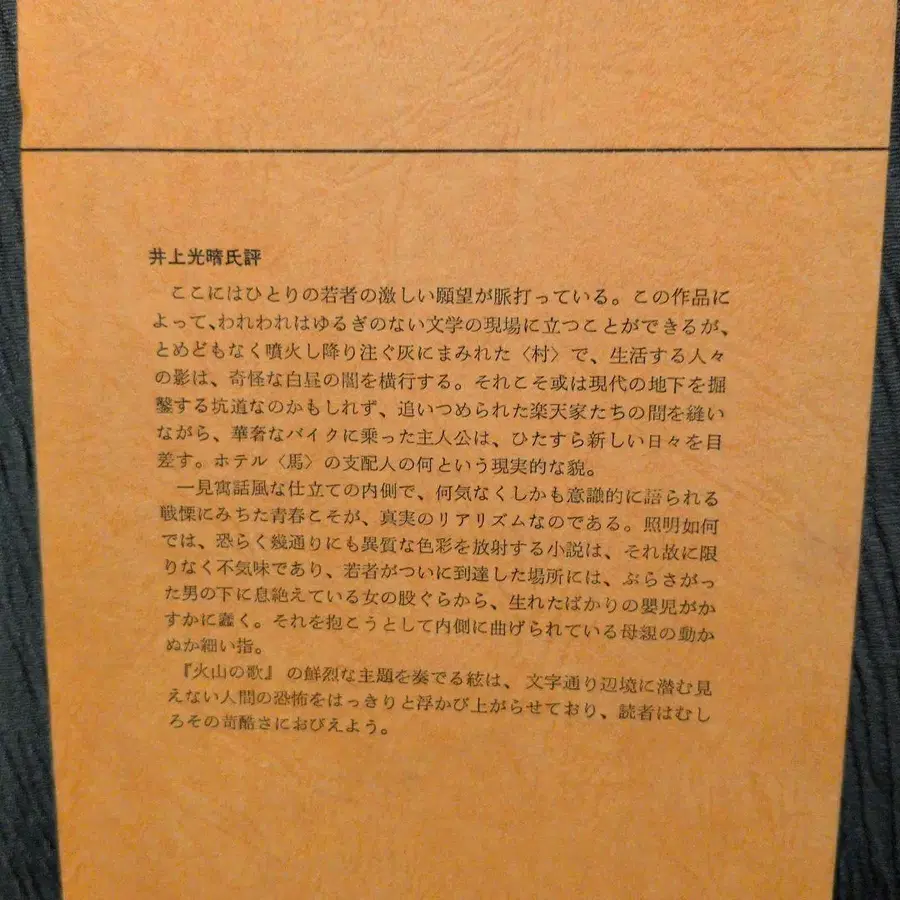 井上光晴氏評
ここにはひとりの若者の激しい願望が脈打っている。この作品に
よって、われわれはゆるぎのない文学の現場に立つことができるが、
とめどもなく噴火し降り注ぐ灰にまみれた〈村〉で、生活する人々
の影は、奇怪な白昼の闇を横行する。それこそ或は現代の地下を掘
鑿する坑道なのかもしれず、追いつめられた楽天家たちの間を縫い
ながら、華奢なバイクに乗った主人公は、ひたすら新しい日々を目
差す。ホテル〈馬〉の支配人の何という現実的な貌。
一見寓話風な仕立ての内側で、何気なくしかも意識的に語られる
戦慄にみちた青春こそが、真実のリアリズムなのである。照明如何
では、恐らく幾通りにも異質な色彩を放射する小説は、それ故に限
りなく不気味であり、若者がついに到達した場所には、ぶらさがっ
た男の下に息絶えている女の股ぐらから、生れたばかりの嬰児がか
すかに蠢く。それを抱こうとして内側に曲げられている母親の動か
ぬか細い指。
『火山の歌』の鮮烈な主題を奏でる絃は、文字通り辺境に潜む見
えない人間の恐怖をはっきりと浮かび上がらせており、読者はむし
ろその苛酷さにおびえよう。